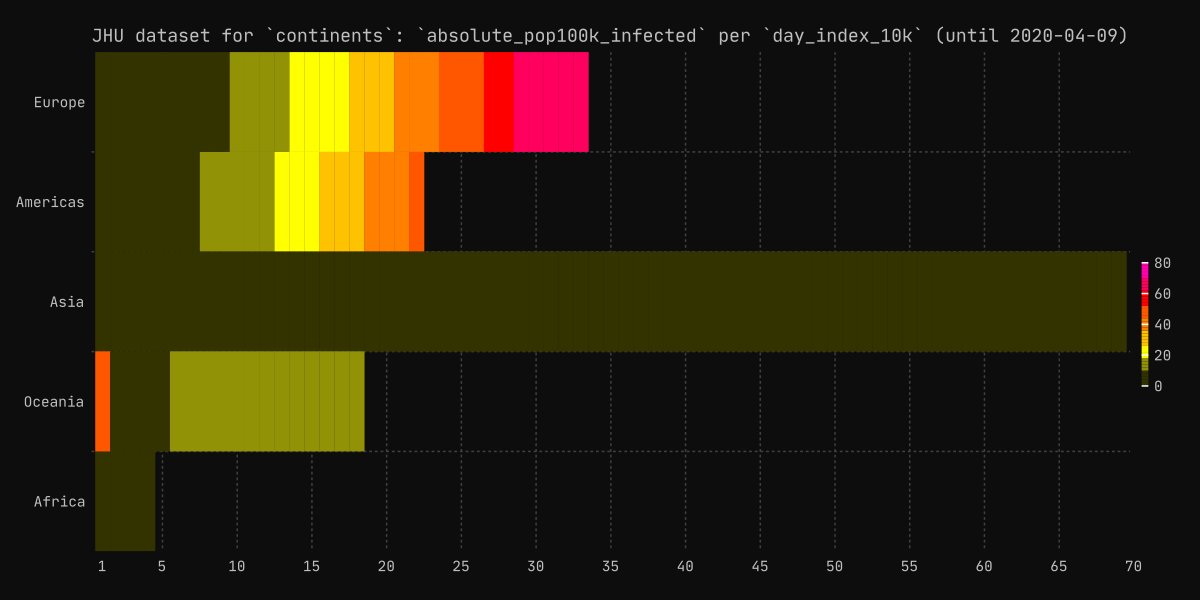 JHU dataset for `continents`: `absolute_pop100k_infected` per `day_index_10k` (until 2020-04-09)
Europe
Americas
Asia
Oceania
Africa
80
60
40
20
0
1 5 10 15 20 25 30 35 40 45 50 55 60 65 70